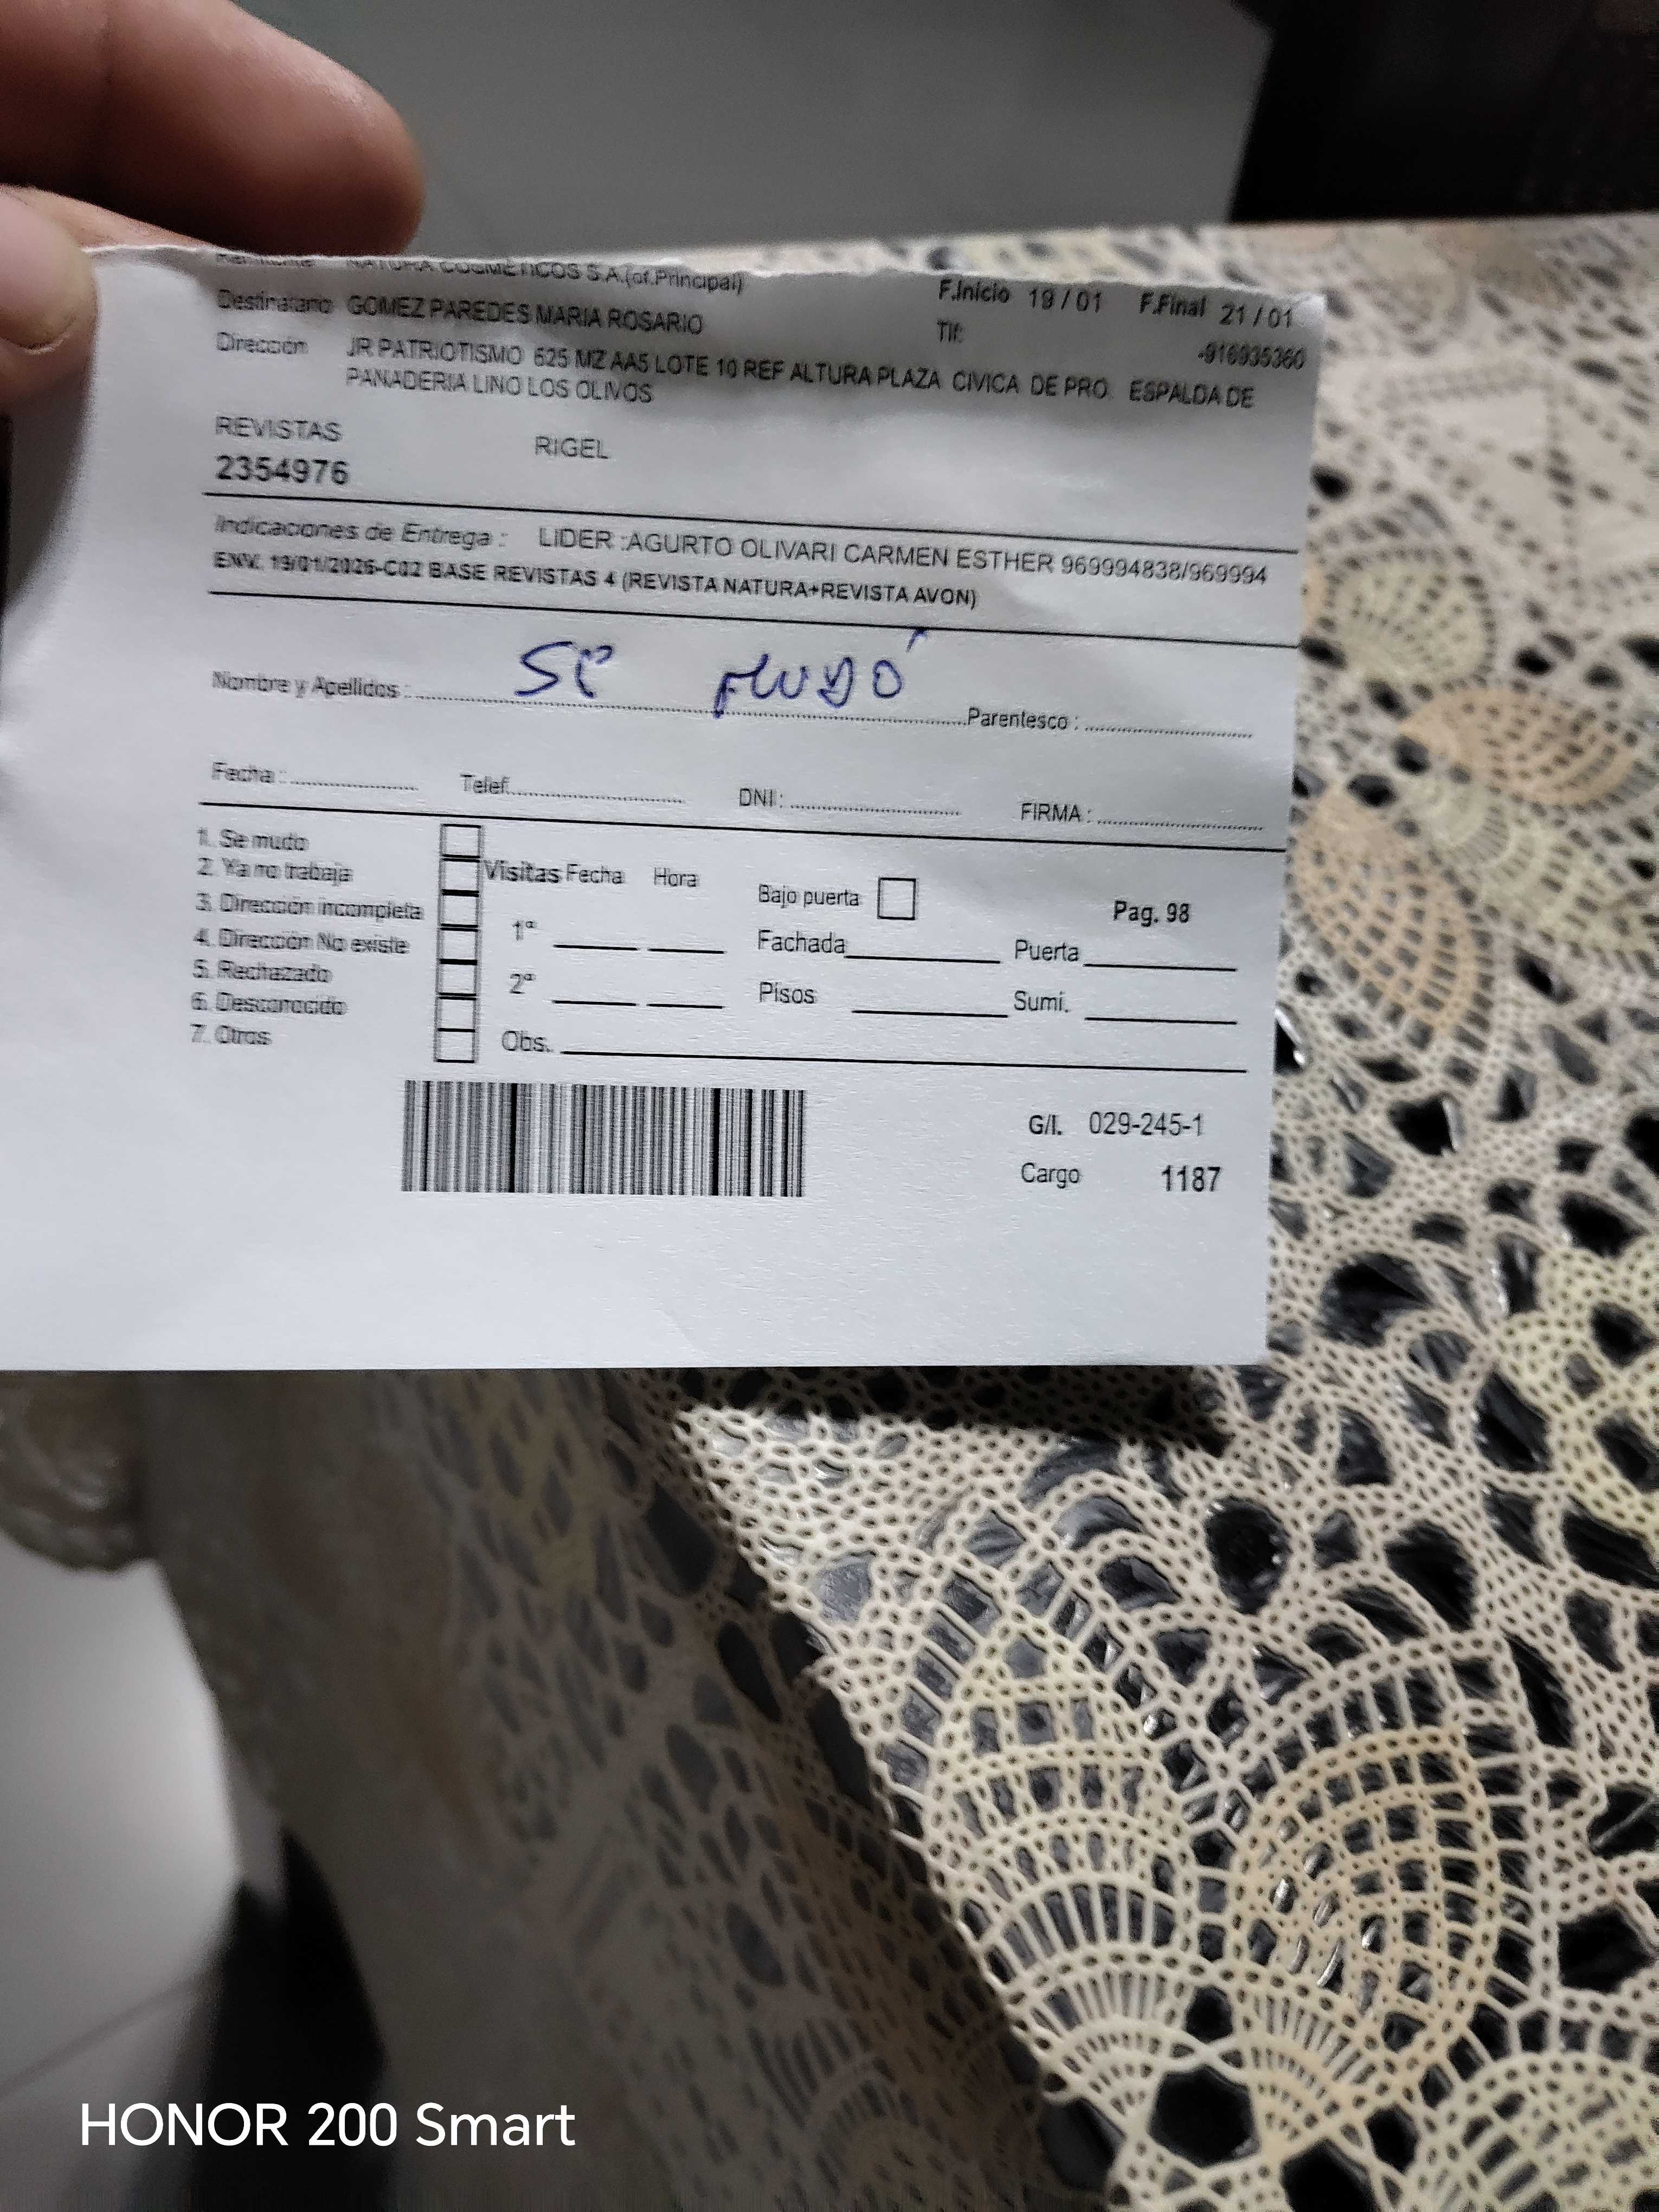 Remitente NATURA COSMETICOS S.A.(of.Principal)
F.Inicio 19 / 01 F.Final 21 / 01
Destinatario GOMEZ PAREDES MARIA ROSARIO
Tlf: -916935360
Dirección JR PATRIOTISMO 625 MZ AA5 LOTE 10 REF ALTURA PLAZA CIVICA DE PRO. ESPALDA DE
PANADERIA LINO LOS OLIVOS
REVISTAS RIGEL
2354976
Indicaciones de Entrega : LIDER :AGURTO OLIVARI CARMEN ESTHER 969994838/969994
ENV. 19/01/2026-C02 BASE REVISTAS 4 (REVISTA NATURA+REVISTA AVON)
Nombre y Apellidos : Se MUDÓ Parentesco :
Fecha : Telef. DNI : FIRMA :
1. Se mudo
2. Ya no trabaja
3. Dirección incompleta
4. Dirección No existe
5. Rechazado
6. Desconocido
7. Otros
Visitas Fecha Hora
1ª
2ª
Obs.
Bajo puerta Pag. 98
Fachada Puerta
Pisos Sumi.
G/I. 029-245-1
Cargo 1187
HONOR 200 Smart